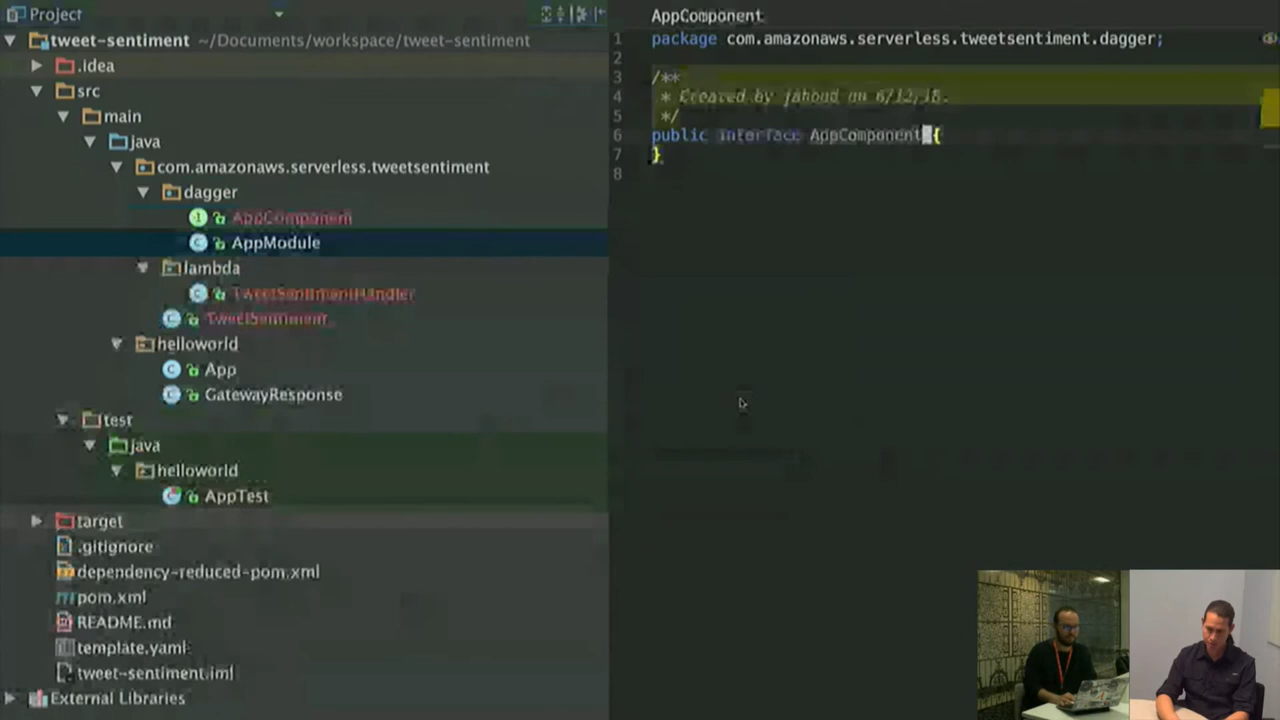 Project
tweet-sentiment ~/Documents/workspace/tweet-sentiment
.idea
src
main
java
com.amazonaws.serverless.tweetsentiment
dagger
AppComponent
AppModule
lambda
TweetSentimentHandler
TweetSentiment
helloworld
App
GatewayResponse
test
java
helloworld
AppTest
target
.gitignore
dependency-reduced-pom.xml
pom.xml
README.md
template.yaml
tweet-sentiment.iml
External Libraries
AppComponent
1 package com.amazonaws.serverless.tweetsentiment.dagger;
2
3 /**
4 * Created by jahoud on 6/12/18.
5 */
6 public interface AppComponent {
7 }
8